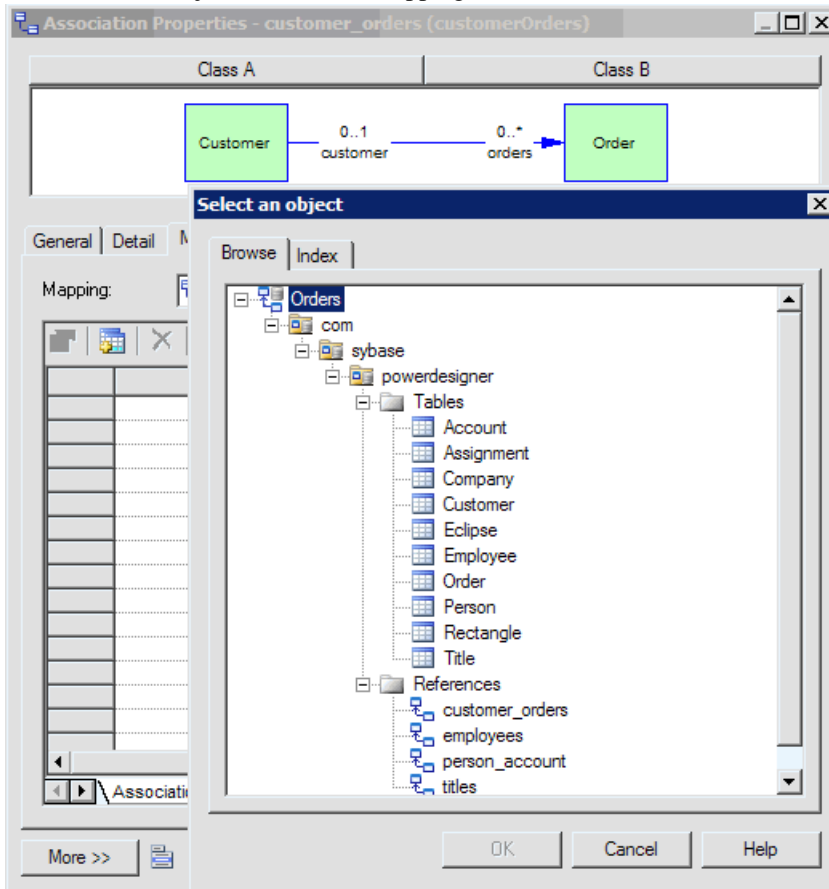 Association Properties - customer_orders (customerOrders)
Class A Class B
Customer 0..1 customer 0..* orders Order
Select an object
General Detail
Browse Index
Mapping:
Orders
com
sybase
powerdesigner
Tables
Account
Assignment
Company
Customer
Eclipse
Employee
Order
Person
Rectangle
Title
References
customer_orders
employees
person_account
titles
More >> OK Cancel Help